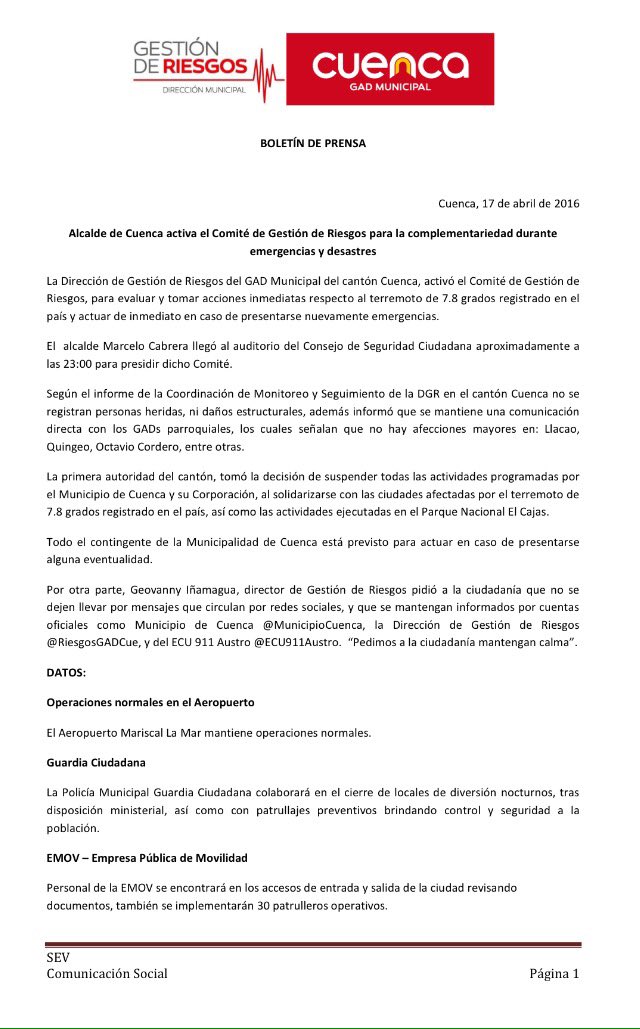 GESTIÓN
DE RIESGOS
DIRECCIÓN MUNICIPAL
cuenca
GAD MUNICIPAL
BOLETÍN DE PRENSA
Cuenca, 17 de abril de 2016
Alcalde de Cuenca activa el Comité de Gestión de Riesgos para la complementariedad durante
emergencias y desastres
La Dirección de Gestión de Riesgos del GAD Municipal del cantón Cuenca, activó el Comité de Gestión de
Riesgos, para evaluar y tomar acciones inmediatas respecto al terremoto de 7.8 grados registrado en el
país y actuar de inmediato en caso de presentarse nuevamente emergencias.
El alcalde Marcelo Cabrera llegó al auditorio del Consejo de Seguridad Ciudadana aproximadamente a
las 23:00 para presidir dicho Comité.
Según el informe de la Coordinación de Monitoreo y Seguimiento de la DGR en el cantón Cuenca no se
registran personas heridas, ni daños estructurales, además informó que se mantiene una comunicación
directa con los GADs parroquiales, los cuales señalan que no hay afecciones mayores en: Llacao,
Quingeo, Octavio Cordero, entre otras.
La primera autoridad del cantón, tomó la decisión de suspender todas las actividades programadas por
el Municipio de Cuenca y su Corporación, al solidarizarse con las ciudades afectadas por el terremoto de
7.8 grados registrado en el país, así como las actividades ejecutadas en el Parque Nacional El Cajas.
Todo el contingente de la Municipalidad de Cuenca está previsto para actuar en caso de presentarse
alguna eventualidad.
Por otra parte, Geovanny Iñamagua, director de Gestión de Riesgos pidió a la ciudadanía que no se
dejen llevar por mensajes que circulan por redes sociales, y que se mantengan informados por cuentas
oficiales como Municipio de Cuenca @MunicipioCuenca, la Dirección de Gestión de Riesgos
@RiesgosGADCue, y del ECU 911 Austro @ECU911Austro. “Pedimos a la ciudadanía mantengan calma”.
DATOS:
Operaciones normales en el Aeropuerto
El Aeropuerto Mariscal La Mar mantiene operaciones normales.
Guardia Ciudadana
La Policía Municipal Guardia Ciudadana colaborará en el cierre de locales de diversión nocturnos, tras
disposición ministerial, así como con patrullajes preventivos brindando control y seguridad a la
población.
EMOV – Empresa Pública de Movilidad
Personal de la EMOV se encontrará en los accesos de entrada y salida de la ciudad revisando
documentos, también se implementarán 30 patrulleros operativos.
SEV
Comunicación Social Página 1